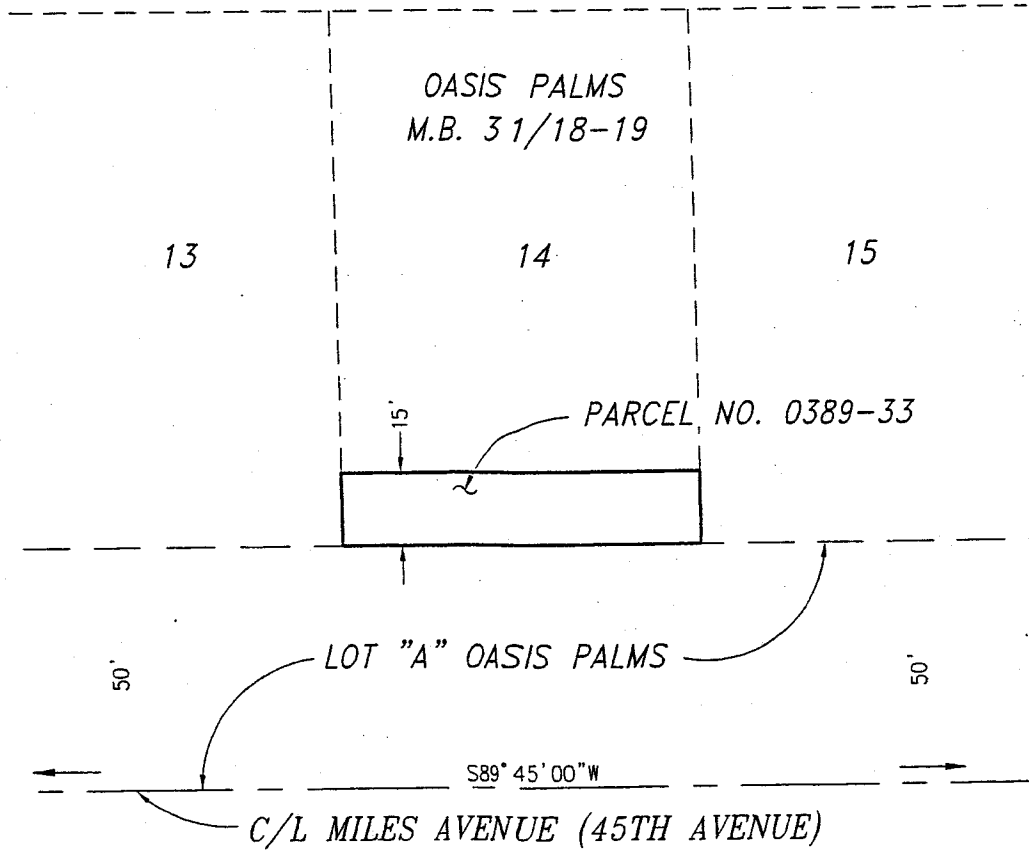 OASIS PALMS
M.B. 31/18-19
13
14
15
15'
PARCEL NO. 0389-33
LOT "A" OASIS PALMS
50'
50'
S89°45'00"W
C/L MILES AVENUE (45TH AVENUE)